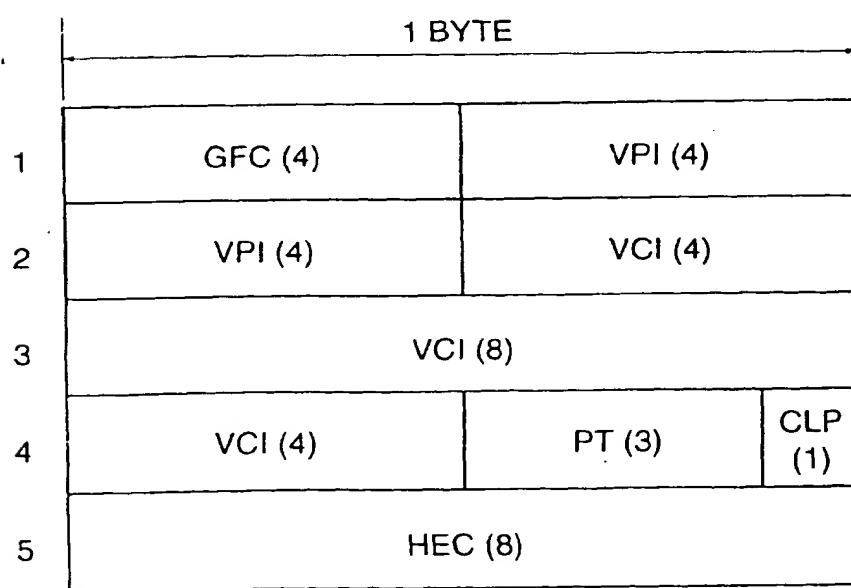 1 BYTE
1 GFC (4) VPI (4)
2 VPI (4) VCI (4)
3 VCI (8)
4 VCI (4) PT (3) CLP (1)
5 HEC (8)